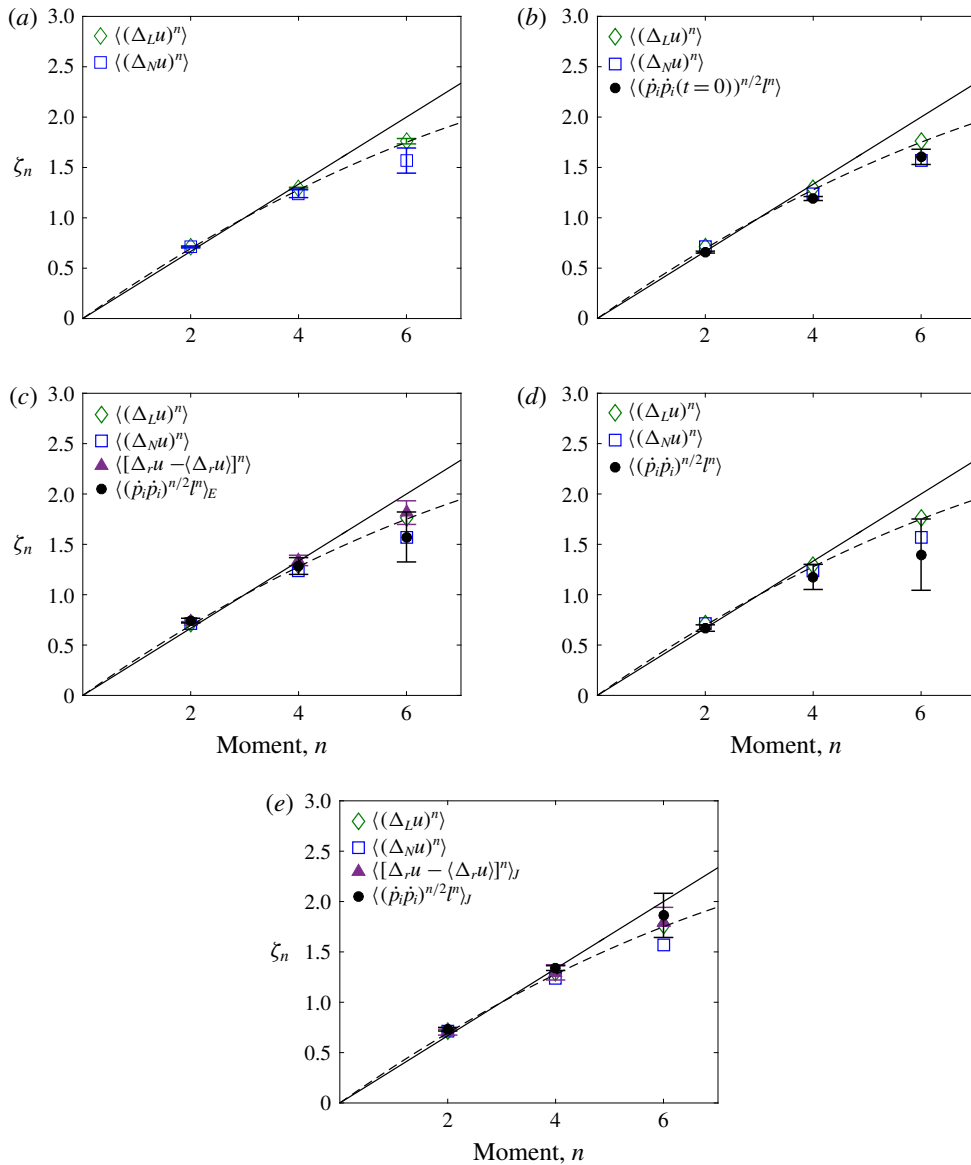 (a)
3.0
2.5
2.0
1.5
1.0
0.5
0
ζn
2 4 6
⟨(ΔLu)^n⟩
⟨(ΔNu)^n⟩
(b)
3.0
2.5
2.0
1.5
1.0
0.5
0
2 4 6
⟨(ΔLu)^n⟩
⟨(ΔNu)^n⟩
⟨(ṗiṗi(t = 0))^n/2 l^n⟩
(c)
3.0
2.5
2.0
1.5
1.0
0.5
0
ζn
2 4 6
Moment, n
⟨(ΔLu)^n⟩
⟨(ΔNu)^n⟩
⟨[Δru − ⟨Δru⟩]^n⟩
⟨(ṗiṗi)^n/2 l^n⟩E
(d)
3.0
2.5
2.0
1.5
1.0
0.5
0
2 4 6
Moment, n
⟨(ΔLu)^n⟩
⟨(ΔNu)^n⟩
⟨(ṗiṗi)^n/2 l^n⟩
(e)
3.0
2.5
2.0
1.5
1.0
0.5
0
ζn
2 4 6
Moment, n
⟨(ΔLu)^n⟩
⟨(ΔNu)^n⟩
⟨[Δru − ⟨Δru⟩]^n⟩J
⟨(ṗiṗi)^n/2 l^n⟩J